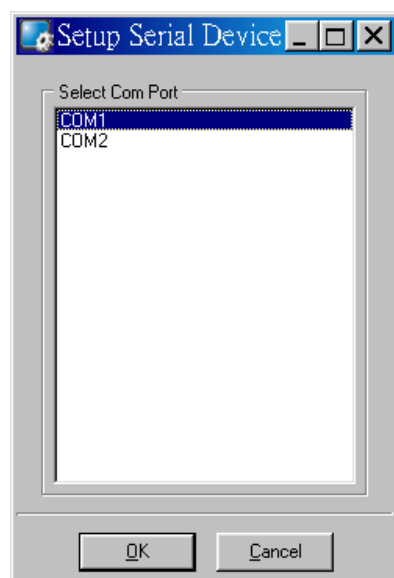 Setup Serial Device
Select Com Port
COM1
COM2
OK
Cancel